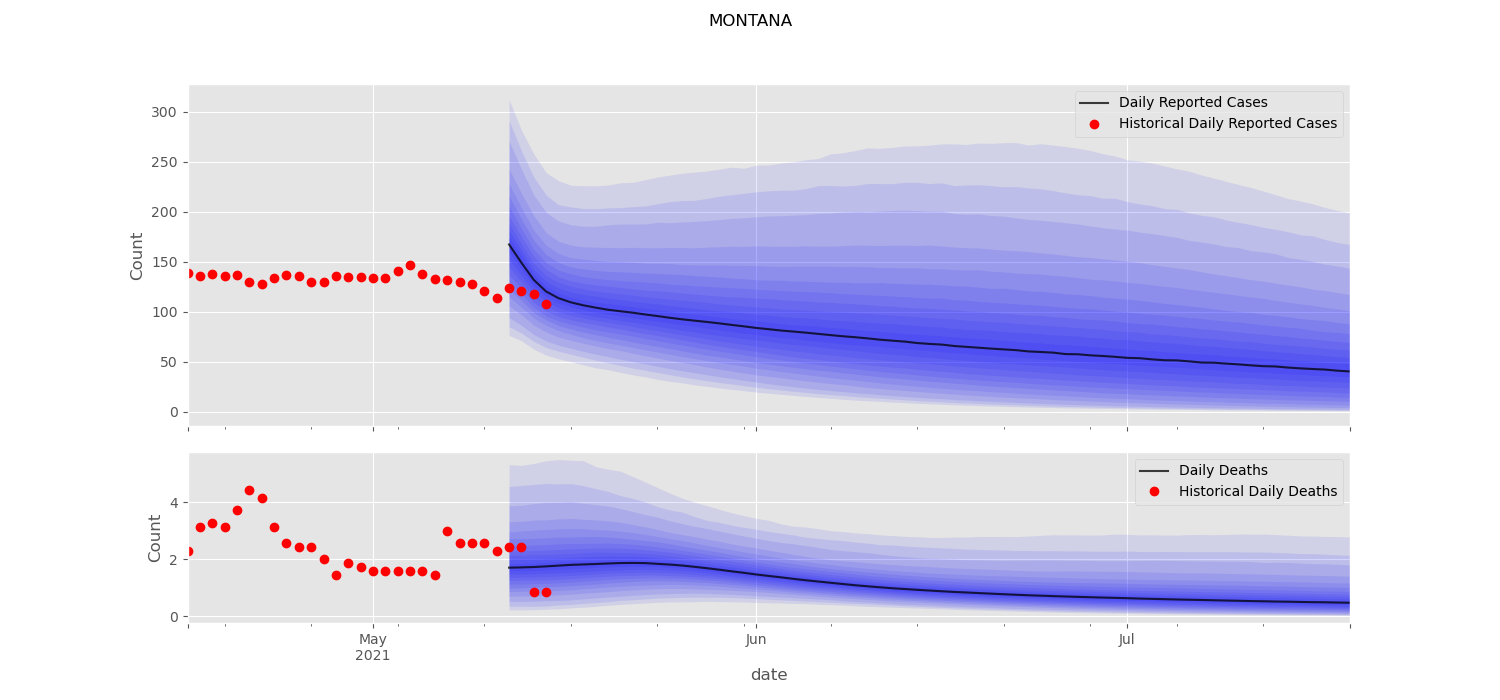 MONTANA
300
250
200
150
100
50
0
Count
Daily Reported Cases
Historical Daily Reported Cases
4
2
0
Count
Daily Deaths
Historical Daily Deaths
May
2021
Jun
Jul
date